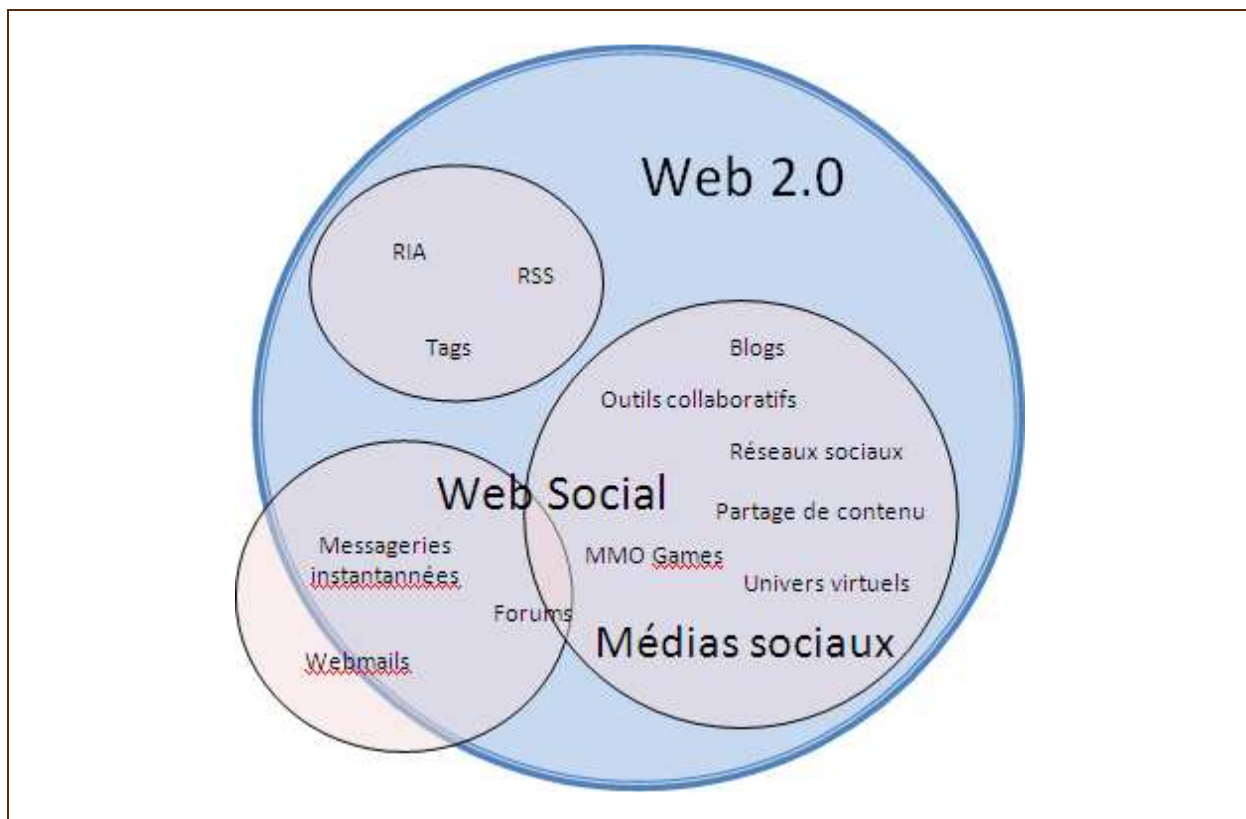 Web 2.0
RIA
RSS
Tags
Blogs
Outils collaboratifs
Réseaux sociaux
Web Social
Partage de contenu
Messageries
instantannées
MMO Games
Univers virtuels
Forums
Médias sociaux
Webmails